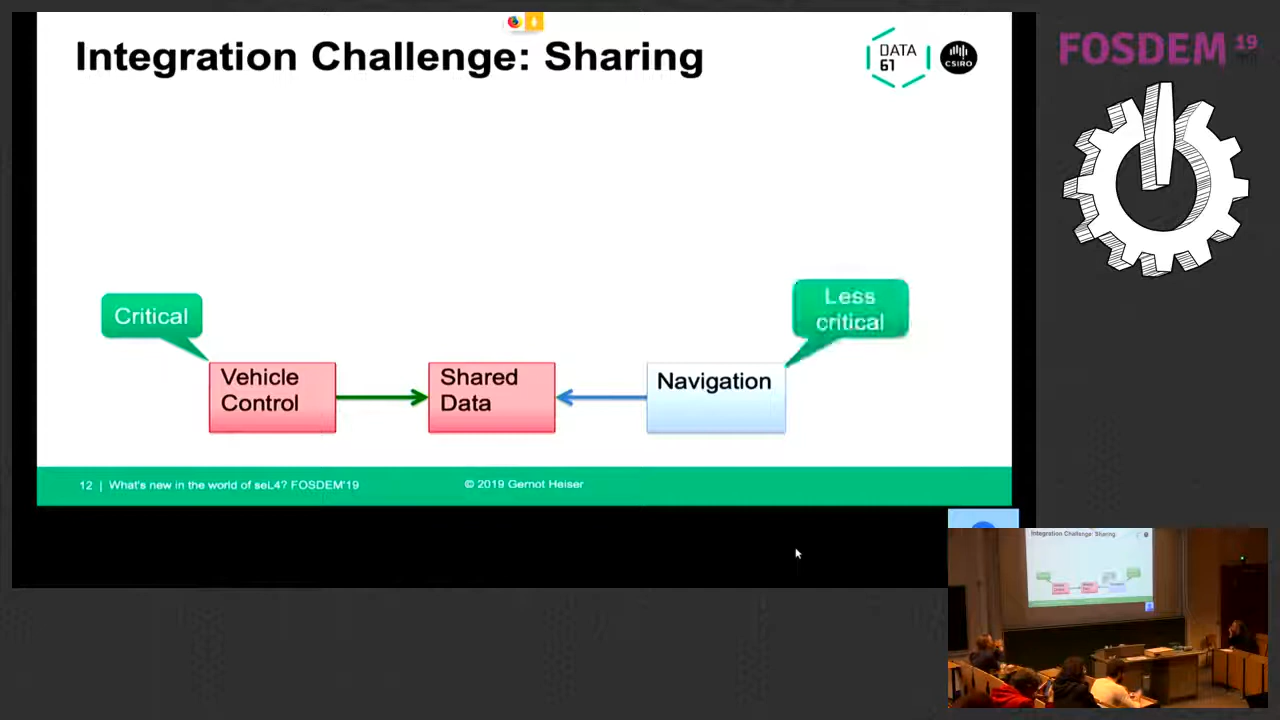 Integration Challenge: Sharing
DATA
61
CSIRO
FOSDEM 19
Critical
Less
critical
Vehicle
Control
Shared
Data
Navigation
12 | What's new in the world of seL4? FOSDEM'19
© 2019 Gernot Heiser
Integration Challenge: Sharing